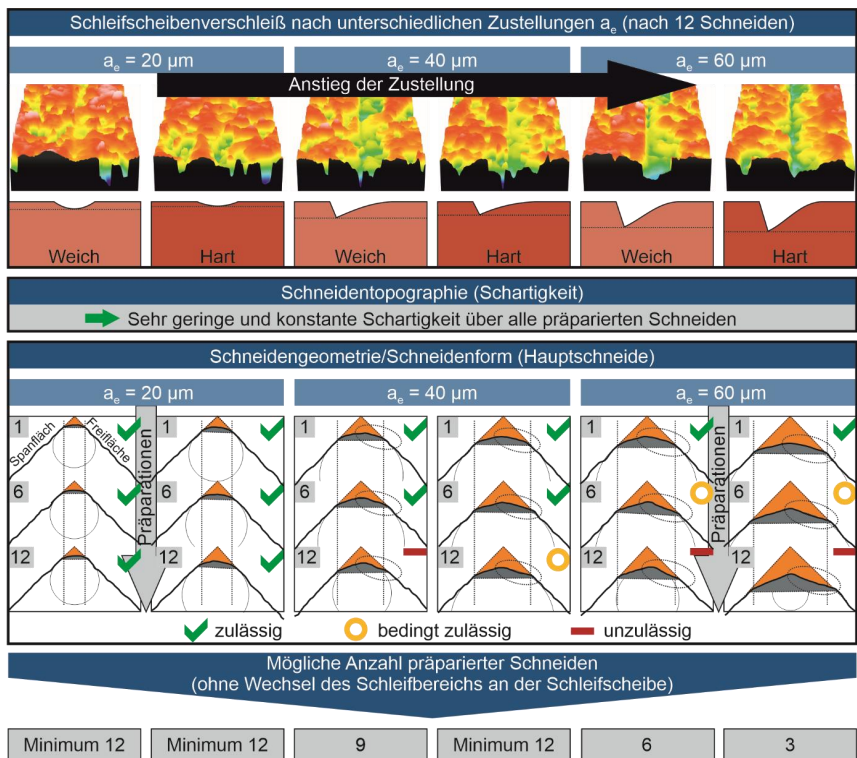 Schleifscheibenverschleiß nach unterschiedlichen Zustellungen aₑ (nach 12 Schneiden)
aₑ = 20 µm
aₑ = 40 µm
aₑ = 60 µm
Anstieg der Zustellung
Weich
Hart
Weich
Hart
Weich
Hart
Schneidentopographie (Schartigkeit)
Sehr geringe und konstante Schartigkeit über alle präparierten Schneiden
Schneidengeometrie/Schneidenform (Hauptschneide)
aₑ = 20 µm
aₑ = 40 µm
aₑ = 60 µm
1
Spanfläch
Freifläche
Präparationen
1
1
1
1
Präparationen
1
6
6
6
6
6
6
12
12
12
12
12
12
zulässig
bedingt zulässig
unzulässig
Mögliche Anzahl präparierter Schneiden
(ohne Wechsel des Schleifbereichs an der Schleifscheibe)
Minimum 12
Minimum 12
9
Minimum 12
6
3